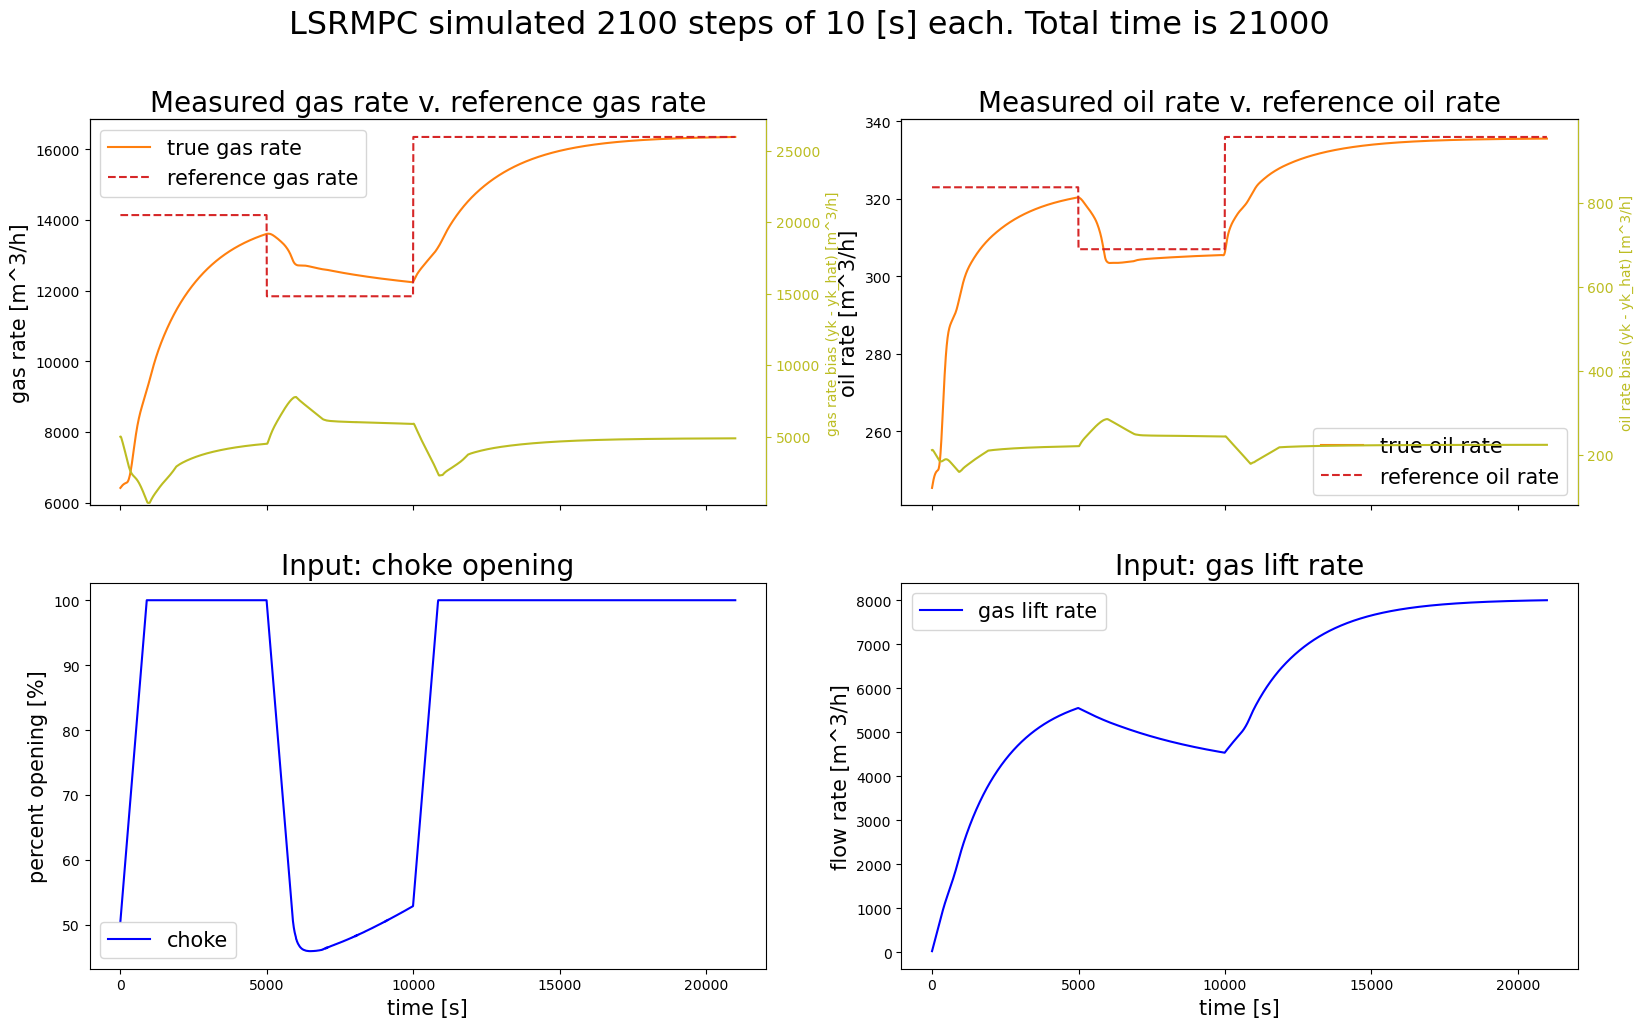 LSRMPC simulated 2100 steps of 10 [s] each. Total time is 21000
Measured gas rate v. reference gas rate
true gas rate
reference gas rate
gas rate [m^3/h]
16000
14000
12000
10000
8000
6000
25000
20000
15000
10000
5000
gas rate bias (yk - yk_hat) [m^3/h]
Measured oil rate v. reference oil rate
oil rate [m^3/h]
340
320
300
280
260
true oil rate
reference oil rate
800
600
400
200
oil rate bias (yk - yk_hat) [m^3/h]
Input: choke opening
percent opening [%]
100
90
80
70
60
50
choke
0 5000 10000 15000 20000
time [s]
Input: gas lift rate
gas lift rate
flow rate [m^3/h]
8000
7000
6000
5000
4000
3000
2000
1000
0
0 5000 10000 15000 20000
time [s]